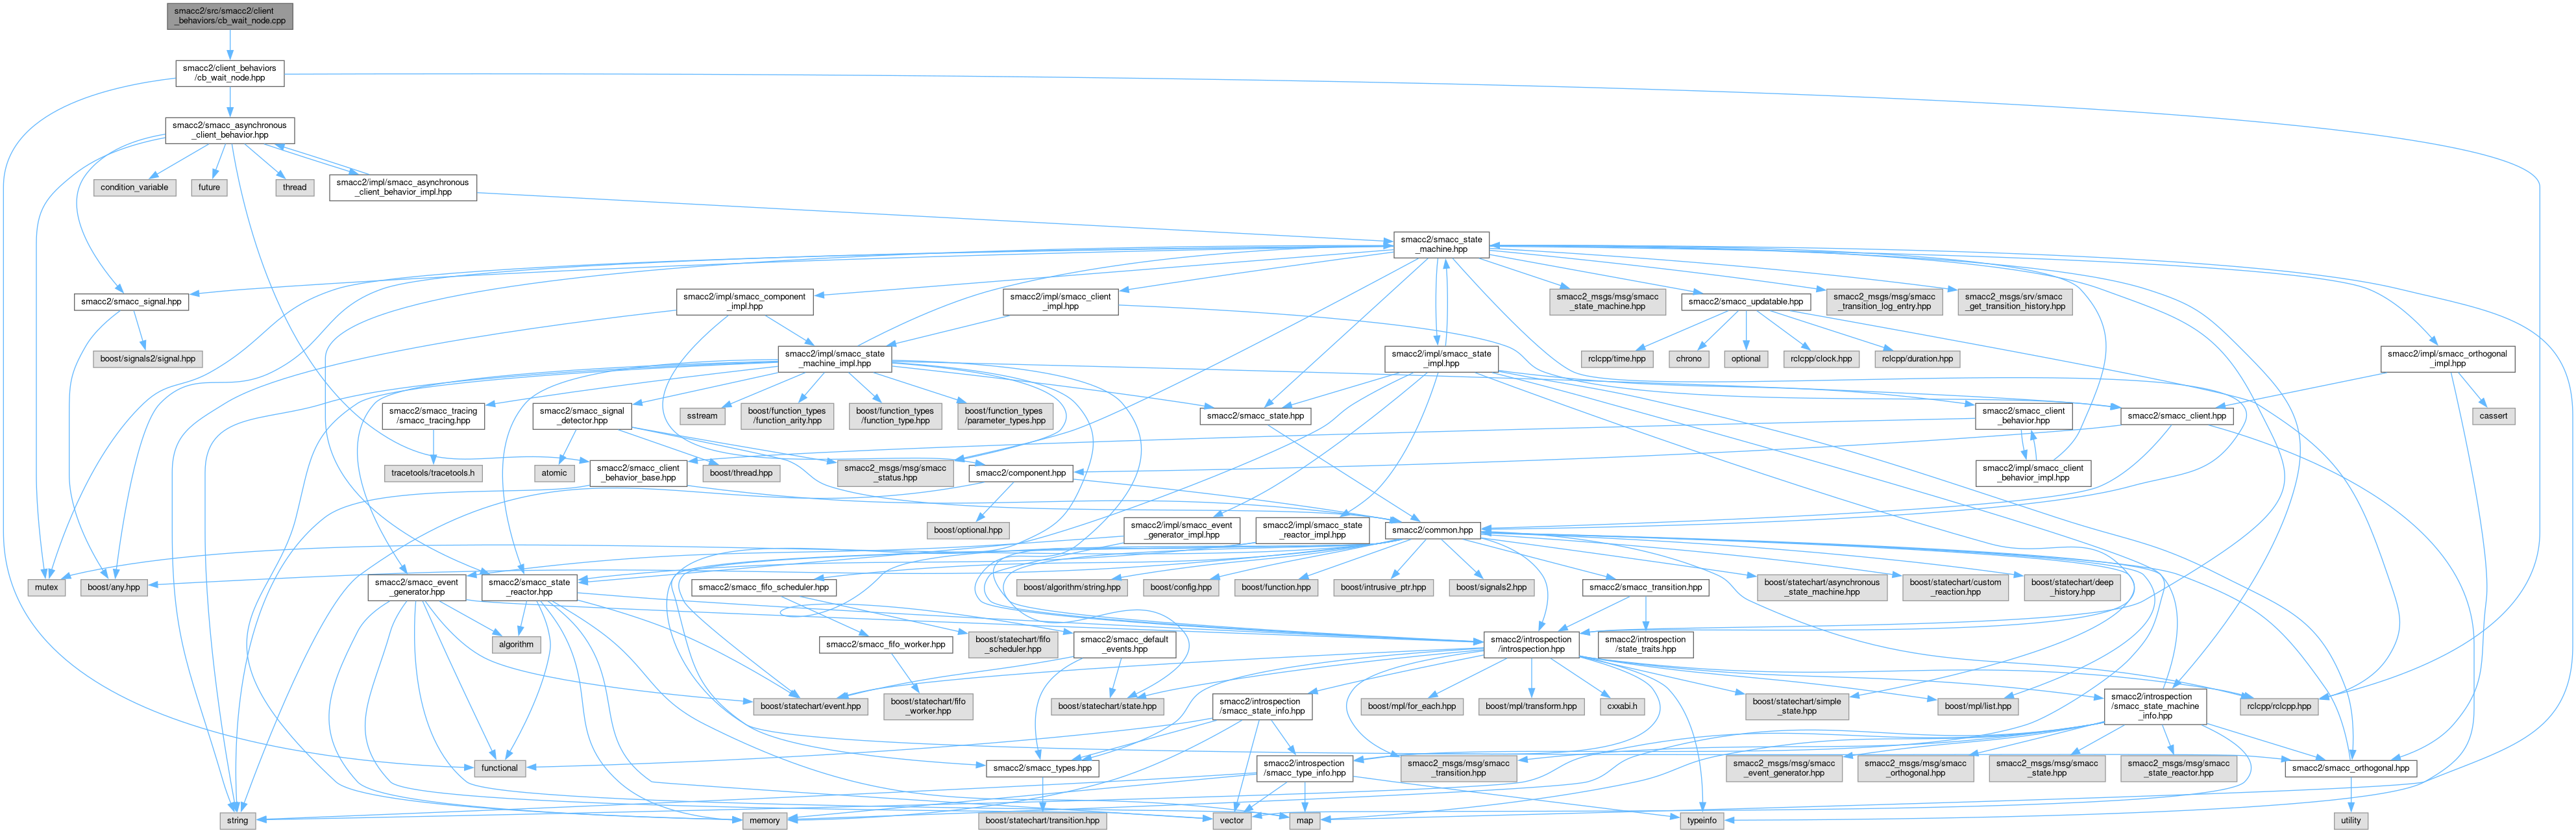 smacc2/src/smacc2/client
_behaviors/cb_wait_node.cpp
smacc2/client_behaviors
/cb_wait_node.hpp
smacc2/smacc_asynchronous
_client_behavior.hpp
condition_variable
future
thread
smacc2/impl/smacc_asynchronous
_client_behavior_impl.hpp
smacc2/smacc_state
_machine.hpp
smacc2/smacc_signal.hpp
smacc2/impl/smacc_component
_impl.hpp
smacc2/impl/smacc_client
_impl.hpp
smacc2_msgs/msg/smacc
_state_machine.hpp
smacc2/smacc_updatable.hpp
smacc2_msgs/msg/smacc
_transition_log_entry.hpp
smacc2_msgs/srv/smacc
_get_transition_history.hpp
boost/signals2/signal.hpp
smacc2/impl/smacc_state
_machine_impl.hpp
smacc2/impl/smacc_state
_impl.hpp
rclcpp/time.hpp
chrono
optional
rclcpp/clock.hpp
rclcpp/duration.hpp
smacc2/impl/smacc_orthogonal
_impl.hpp
smacc2/smacc_tracing
/smacc_tracing.hpp
smacc2/smacc_signal
_detector.hpp
sstream
boost/function_types
/function_arity.hpp
boost/function_types
/function_type.hpp
boost/function_types
/parameter_types.hpp
smacc2/smacc_state.hpp
smacc2/smacc_client
_behavior.hpp
smacc2/smacc_client.hpp
cassert
tracetools/tracetools.h
smacc2/smacc_client
_behavior_base.hpp
atomic
boost/thread.hpp
smacc2_msgs/msg/smacc
_status.hpp
smacc2/component.hpp
smacc2/impl/smacc_client
_behavior_impl.hpp
boost/optional.hpp
smacc2/impl/smacc_event
_generator_impl.hpp
smacc2/impl/smacc_state
_reactor_impl.hpp
smacc2/common.hpp
mutex
boost/any.hpp
smacc2/smacc_event
_generator.hpp
smacc2/smacc_state
_reactor.hpp
smacc2/smacc_fifo_scheduler.hpp
boost/algorithm/string.hpp
boost/config.hpp
boost/function.hpp
boost/intrusive_ptr.hpp
boost/signals2.hpp
smacc2/smacc_transition.hpp
boost/statechart/asynchronous
_state_machine.hpp
boost/statechart/custom
_reaction.hpp
boost/statechart/deep
_history.hpp
algorithm
smacc2/smacc_fifo_worker.hpp
boost/statechart/fifo
_scheduler.hpp
smacc2/smacc_default
_events.hpp
smacc2/introspection
/introspection.hpp
smacc2/introspection
/state_traits.hpp
boost/statechart/event.hpp
boost/statechart/fifo
_worker.hpp
boost/statechart/state.hpp
smacc2/introspection
/smacc_state_info.hpp
boost/mpl/for_each.hpp
boost/mpl/transform.hpp
cxxabi.h
boost/statechart/simple
_state.hpp
boost/mpl/list.hpp
smacc2/introspection
/smacc_state_machine
_info.hpp
rclcpp/rclcpp.hpp
functional
smacc2/smacc_types.hpp
smacc2/introspection
/smacc_type_info.hpp
smacc2_msgs/msg/smacc
_transition.hpp
smacc2_msgs/msg/smacc
_event_generator.hpp
smacc2_msgs/msg/smacc
_orthogonal.hpp
smacc2_msgs/msg/smacc
_state.hpp
smacc2_msgs/msg/smacc
_state_reactor.hpp
smacc2/smacc_orthogonal.hpp
string
memory
boost/statechart/transition.hpp
vector
map
typeinfo
utility